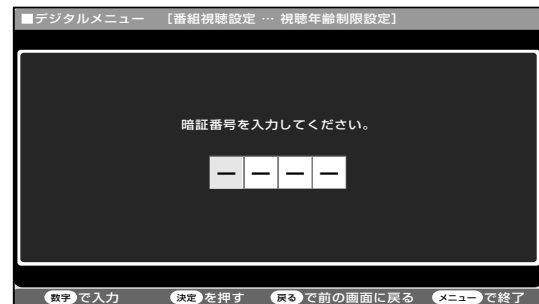 ■デジタルメニュー [番組視聴設定 … 視聴年齢制限設定]
暗証番号を入力してください。
－ － － －
数字で入力 決定を押す 戻るで前の画面に戻る メニューで終了